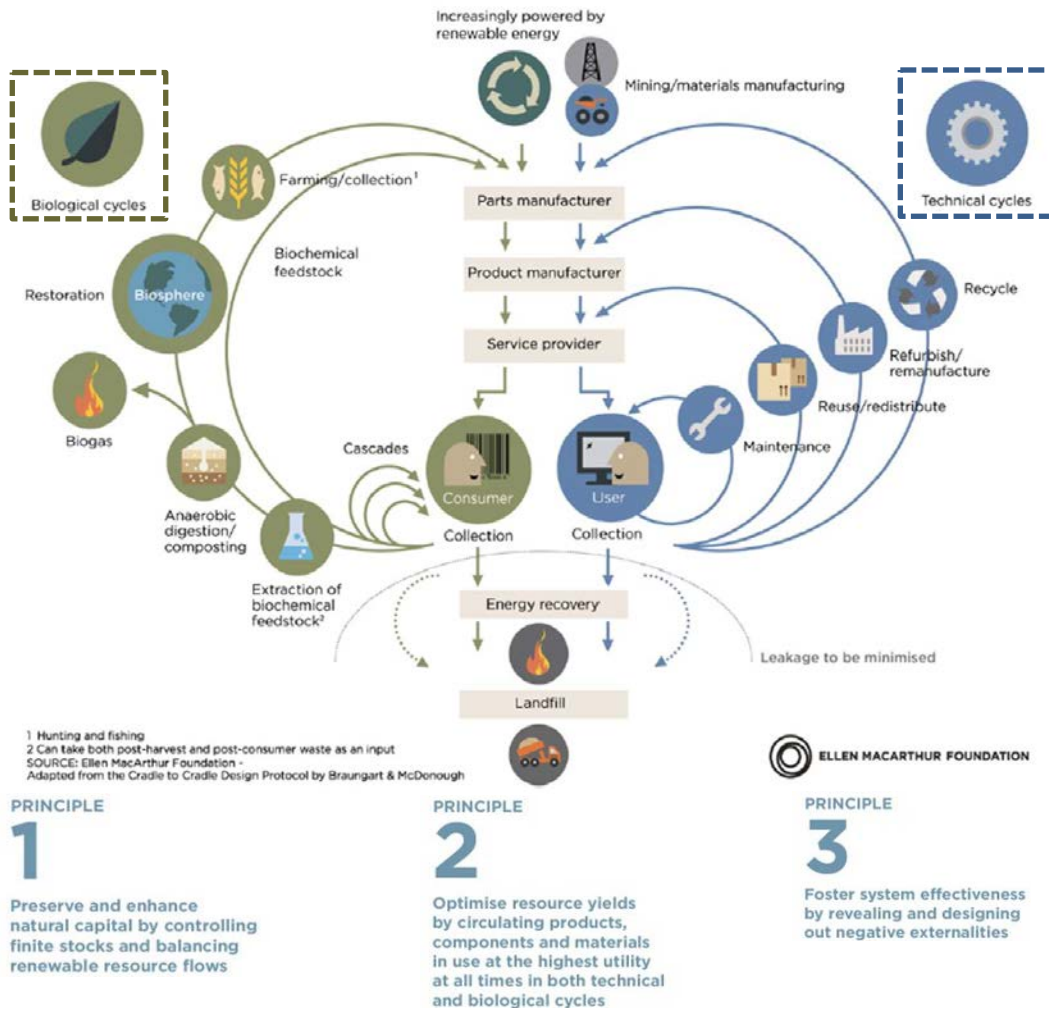 Increasingly powered by
renewable energy
Mining/materials manufacturing
Biological cycles
Farming/collection¹
Technical cycles
Parts manufacturer
Biochemical
feedstock
Product manufacturer
Restoration
Biosphere
Recycle
Service provider
Refurbish/
remanufacture
Reuse/redistribute
Biogas
Cascades
Maintenance
Consumer
User
Anaerobic
digestion/
composting
Collection
Collection
Extraction of
biochemical
feedstock²
Energy recovery
Leakage to be minimised
Landfill
1 Hunting and fishing
2 Can take both post-harvest and post-consumer waste as an input
SOURCE: Ellen MacArthur Foundation -
Adapted from the Cradle to Cradle Design Protocol by Braungart & McDonough
ELLEN MACARTHUR FOUNDATION
PRINCIPLE
1
Preserve and enhance
natural capital by controlling
finite stocks and balancing
renewable resource flows
PRINCIPLE
2
Optimise resource yields
by circulating products,
components and materials
in use at the highest utility
at all times in both technical
and biological cycles
PRINCIPLE
3
Foster system effectiveness
by revealing and designing
out negative externalities